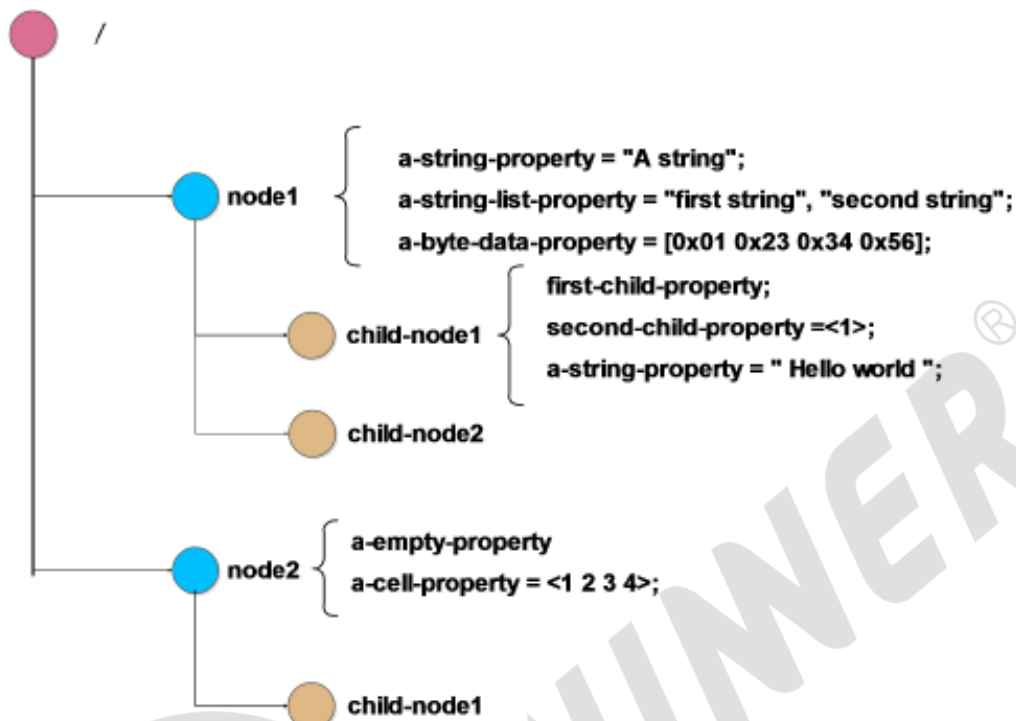 /
node1
a-string-property = "A string";
a-string-list-property = "first string", "second string";
a-byte-data-property = [0x01 0x23 0x34 0x56];
child-node1
first-child-property;
second-child-property =<1>;
a-string-property = " Hello world ";
child-node2
node2
a-empty-property
a-cell-property = <1 2 3 4>;
child-node1
®